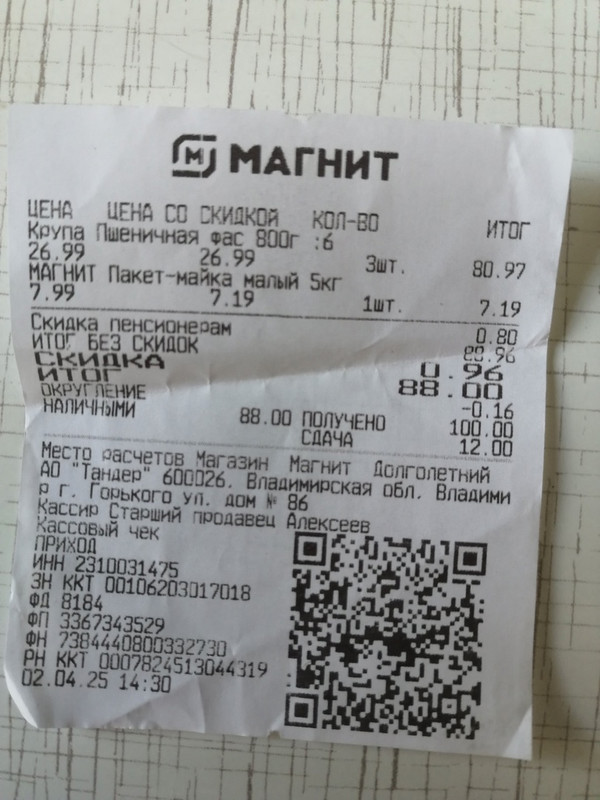 МАГНИТ
ЦЕНА ЦЕНА СО СКИДКОЙ КОЛ-ВО ИТОГ
Крупа Пшеничная фас 800г :6
26.99 26.99 3шт. 80.97
МАГНИТ Пакет-майка малый 5кг
7.99 7.19 1шт. 7.19
Скидка пенсионерам 0.80
ИТОГ БЕЗ СКИДОК 88.96
СКИДКА 0.96
ИТОГ 88.00
ОКРУГЛЕНИЕ -0.16
НАЛИЧНЫМИ 88.00 ПОЛУЧЕНО 100.00
СДАЧА 12.00
Место расчетов Магазин Магнит Долголетний
АО "Тандер" 600026. Владимирская обл. Владими
р г. Горького ул. дом № 86
Кассир Старший продавец Алексеев
Кассовый чек
ПРИХОД
ИНН 2310031475
ЗН ККТ 00106203017018
ФД 8184
ФП 3367343529
ФН 7384440800332730
РН ККТ 0007824513044319
02.04.25 14:30